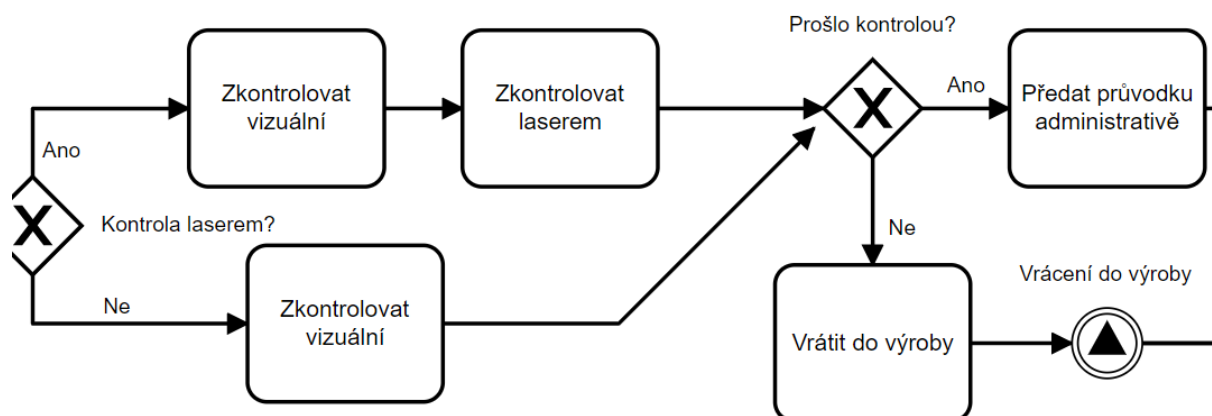 Prošlo kontrolou?
Zkontrolovat
vizuální
Zkontrolovat
laserem
Ano
Předat průvodku
administrativě
Ano
Kontrola laserem?
Ne
Ne
Zkontrolovat
vizuální
Vrácení do výroby
Vrátit do výroby